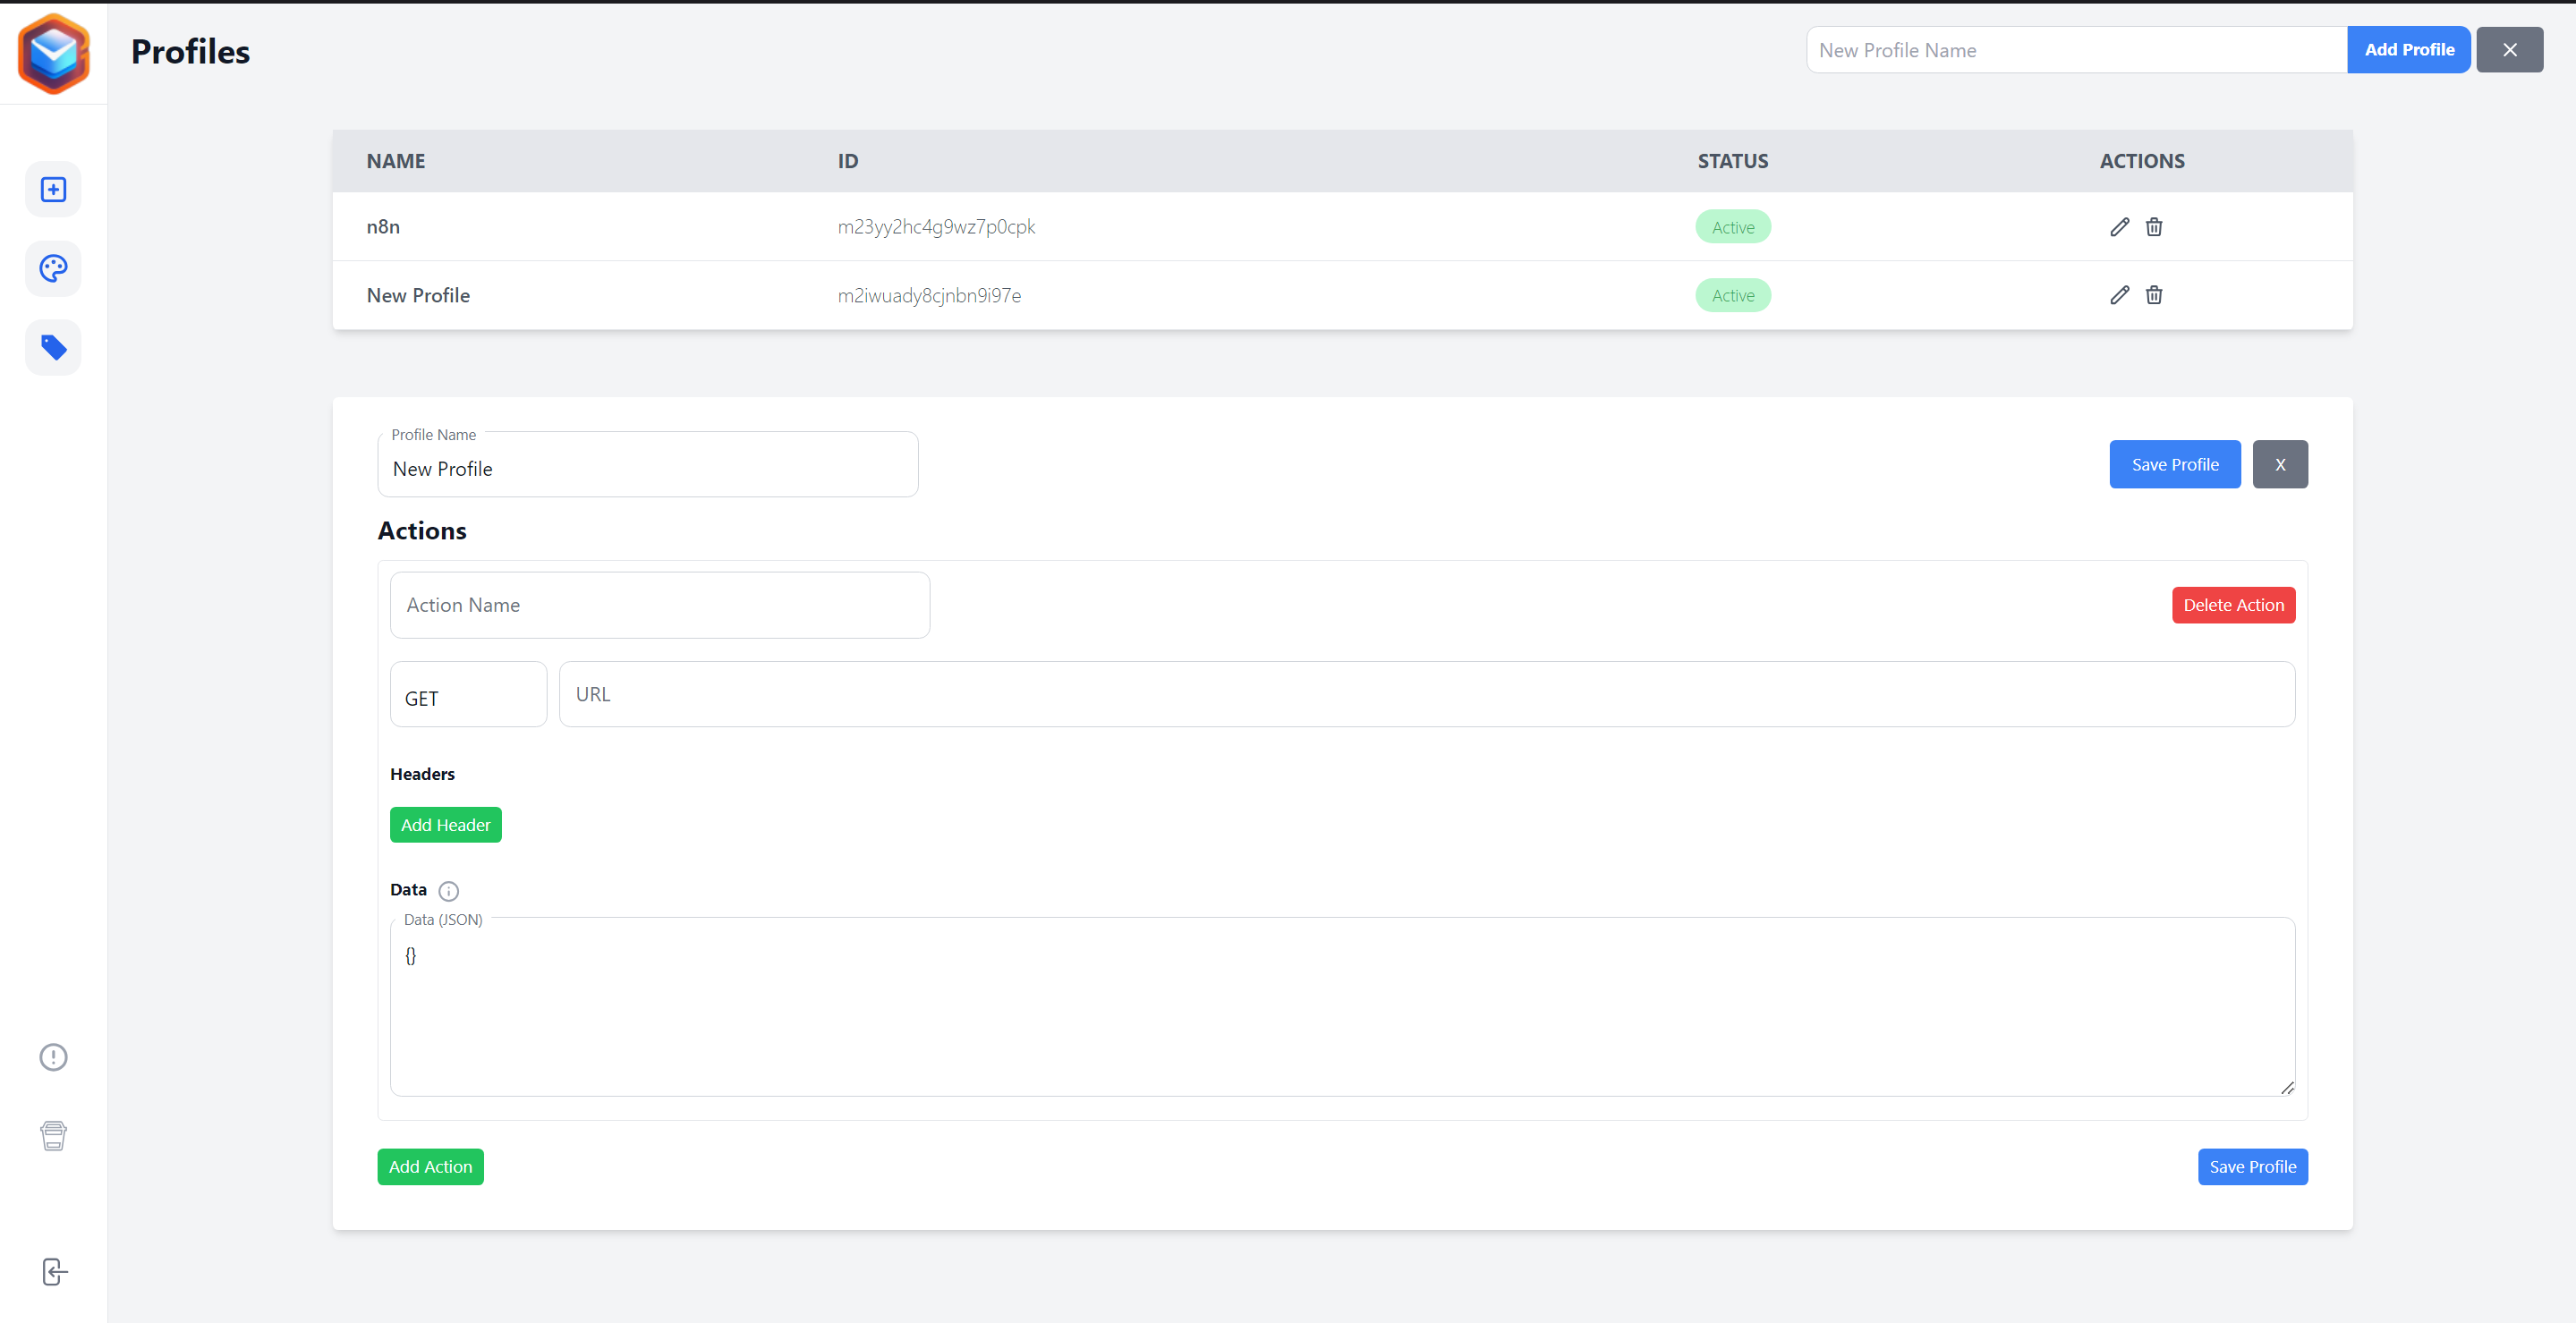 Profiles
New Profile Name
Add Profile
NAME ID STATUS ACTIONS
n8n m23yy2hc4g9wz7p0cpk Active
New Profile m2iwuady8cjnbn9i97e Active
Profile Name
New Profile
Save Profile X
Actions
Action Name
Delete Action
GET URL
Headers
Add Header
Data
Data (JSON)
{}
Add Action Save Profile